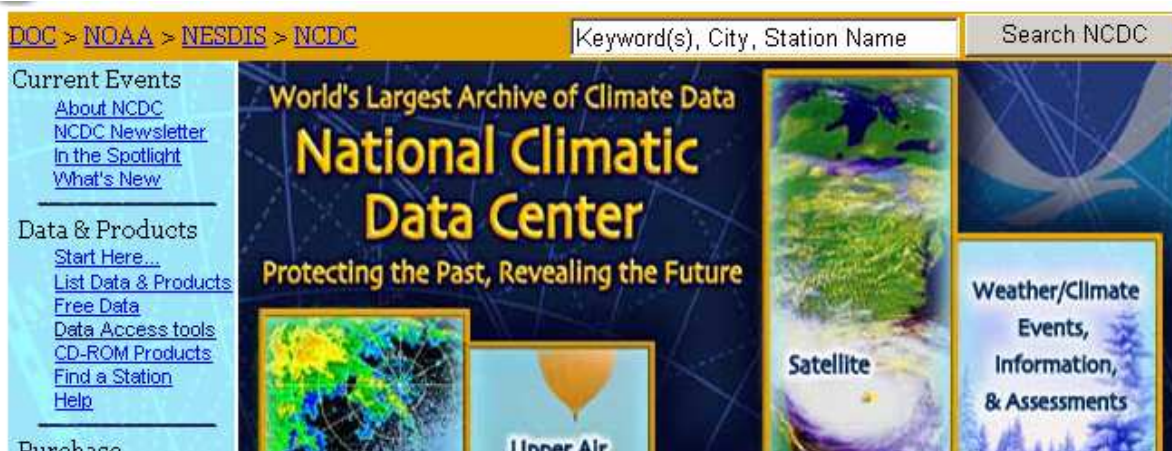 DOC > NOAA > NESDIS > NCDC
Keyword(s), City, Station Name
Search NCDC
Current Events
About NCDC
NCDC Newsletter
In the Spotlight
What's New
Data & Products
Start Here...
List Data & Products
Free Data
Data Access tools
CD-ROM Products
Find a Station
Help
Purchase
World's Largest Archive of Climate Data
National Climatic
Data Center
Protecting the Past, Revealing the Future
Upper Air
Satellite
Weather/Climate
Events,
Information,
& Assessments